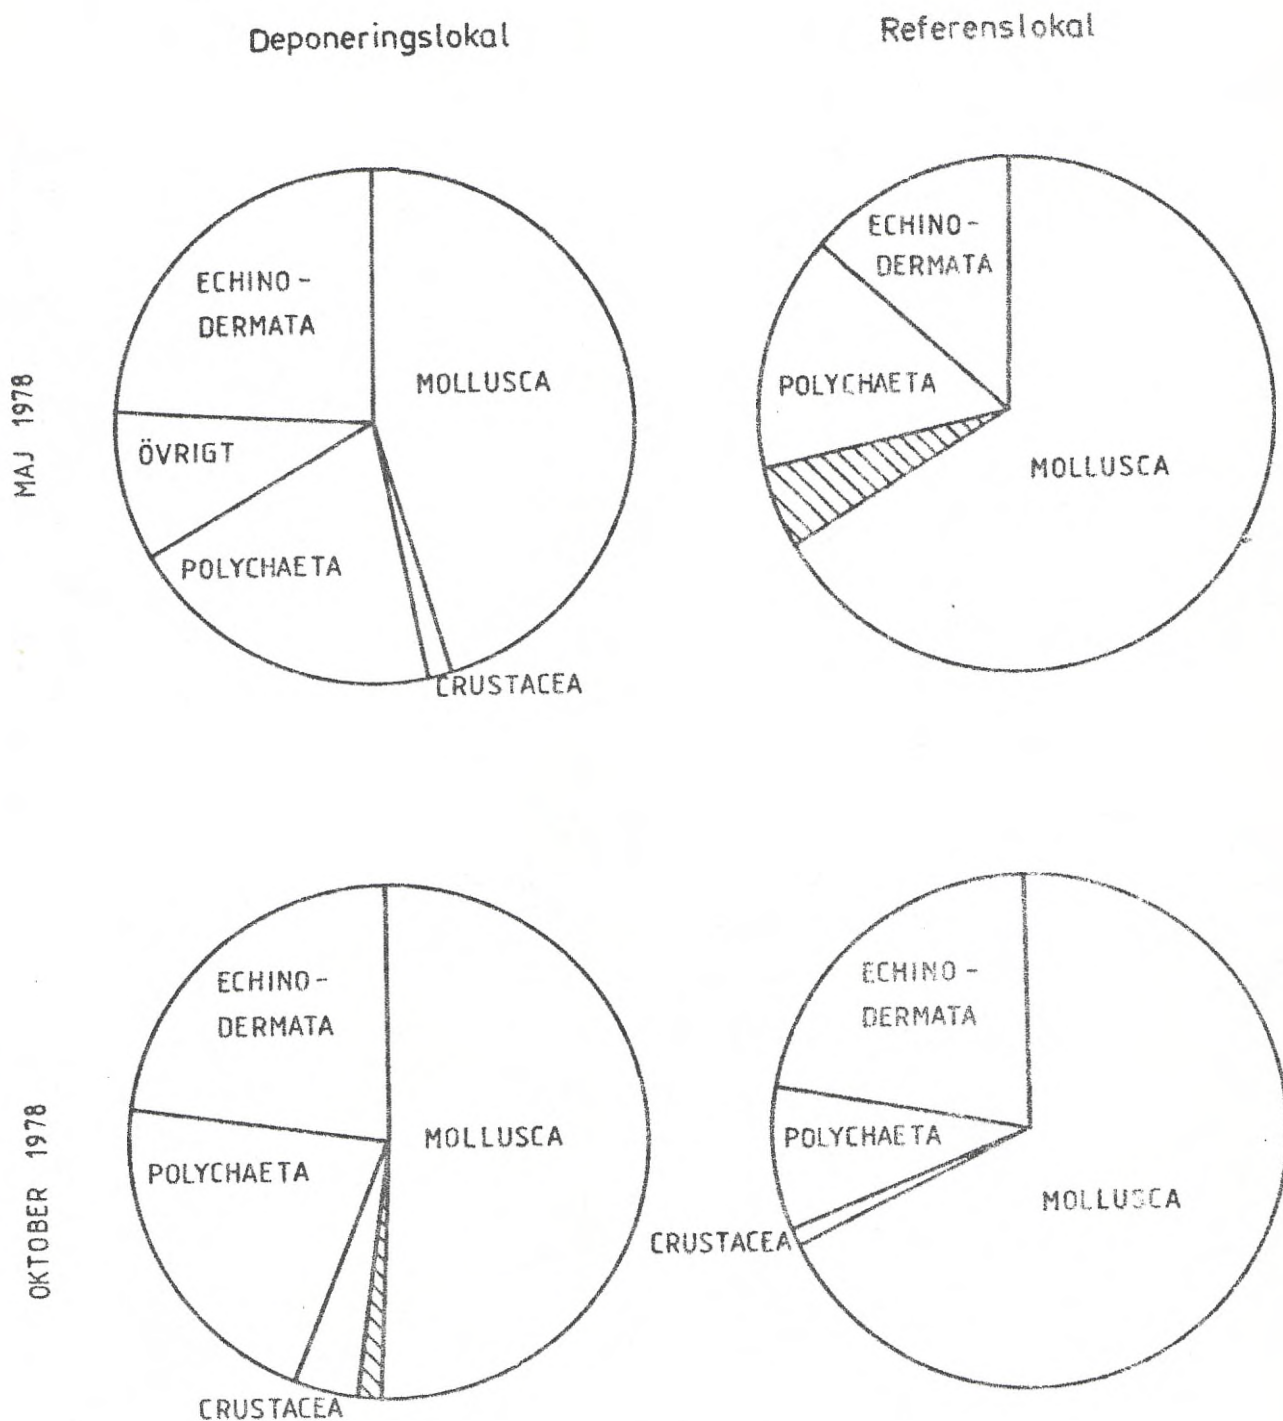 Deponeringslokal
Referenslokal
MAJ 1978
ECHINO-
DERMATA
MOLLUSCA
ÖVRIGT
POLYCHAETA
CRUSTACEA
ECHINO-
DERMATA
POLYCHAETA
MOLLUSCA
OKTOBER 1978
ECHINO-
DERMATA
MOLLUSCA
POLYCHAETA
CRUSTACEA
ECHINO-
DERMATA
POLYCHAETA
MOLLUSCA
CRUSTACEA